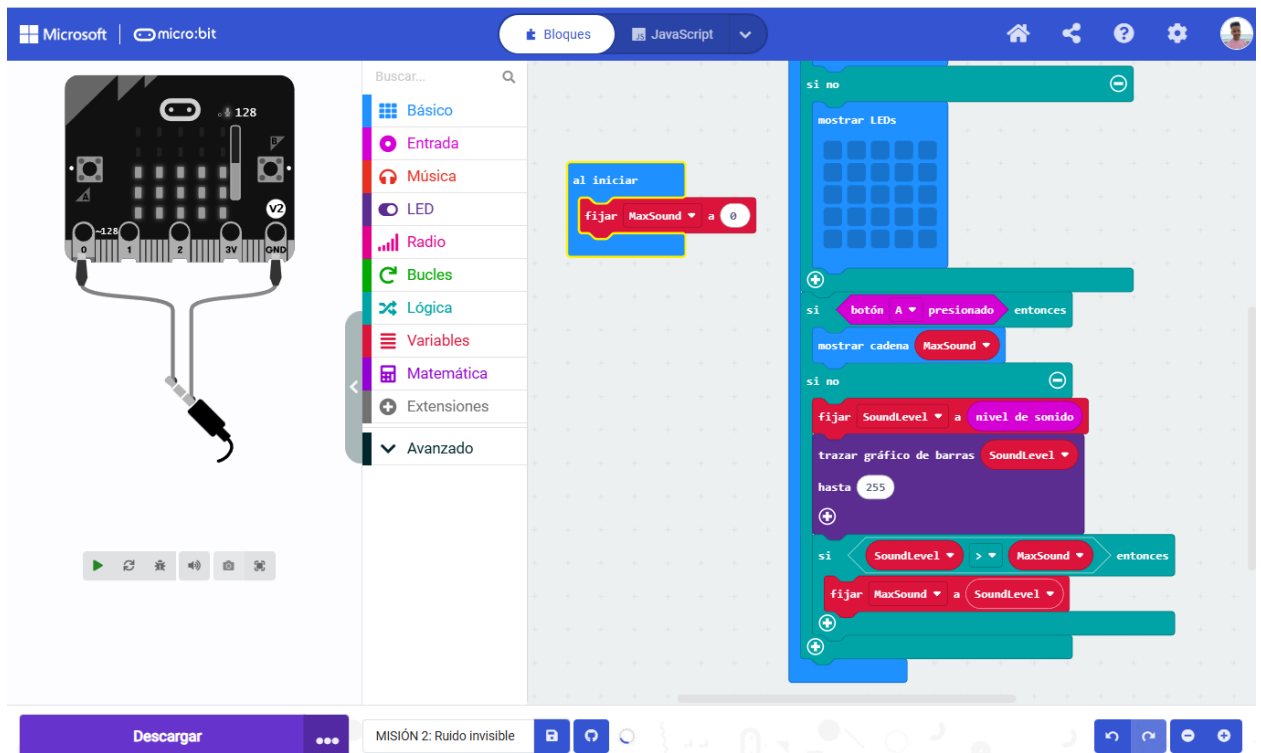 Microsoft micro:bit
Bloques
JavaScript
128
B
A
V2
~128
0 1 2 3V GND
Buscar...
Básico
Entrada
Música
LED
Radio
Bucles
Lógica
Variables
Matemática
Extensiones
Avanzado
al iniciar
fijar MaxSound a 0
si no
mostrar LEDs
si botón A presionado entonces
mostrar cadena MaxSound
si no
fijar SoundLevel a nivel de sonido
trazar gráfico de barras SoundLevel
hasta 255
si SoundLevel > MaxSound entonces
fijar MaxSound a SoundLevel
Descargar
MISIÓN 2: Ruido invisible